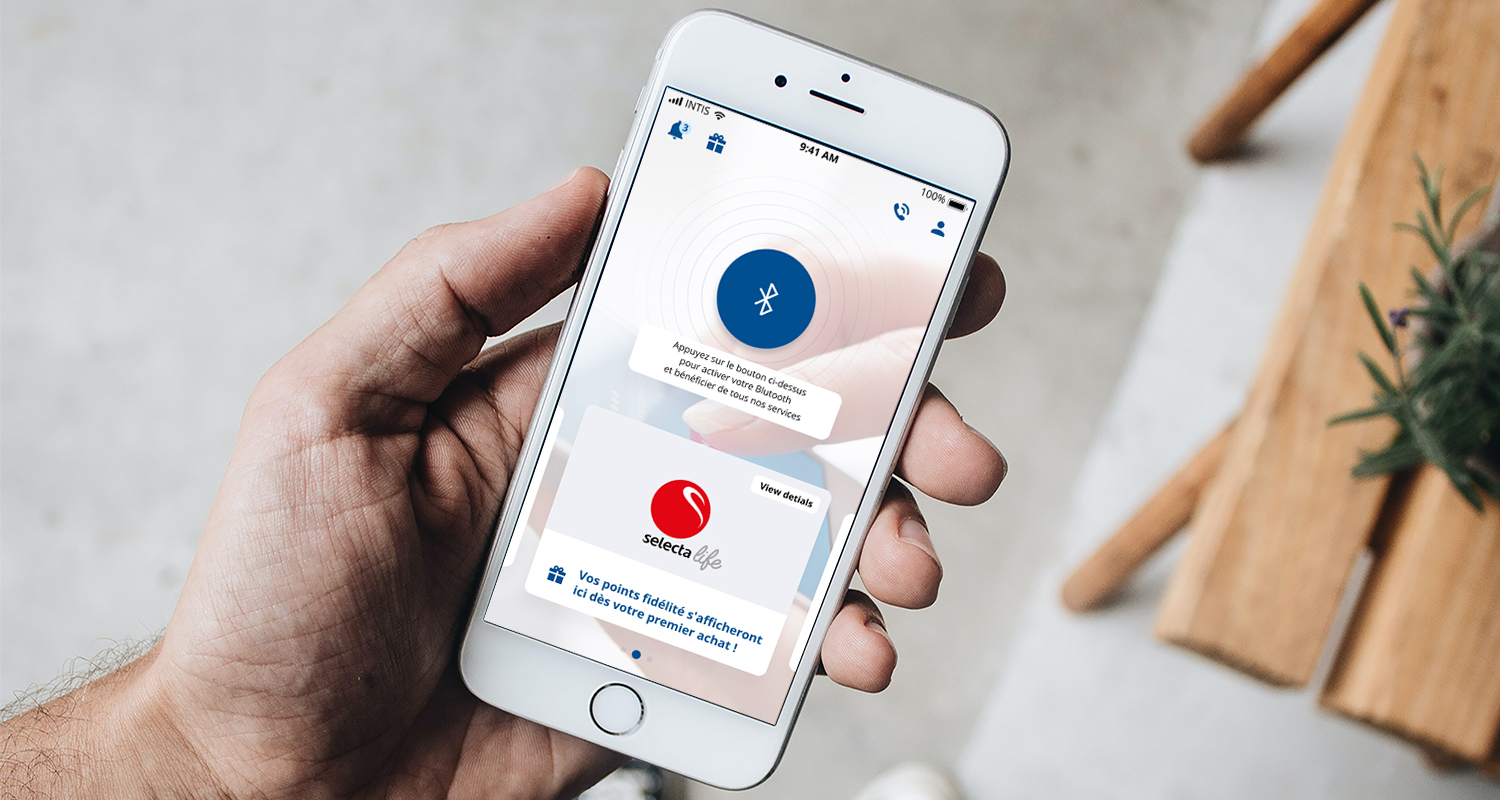 INTIS
9:41 AM
100%
3
Appuyez sur le bouton ci-dessus
pour activer votre Blutooth
et bénéficier de tous nos services
View detials
selecta life
Vos points fidélité s'afficheront
ici dès votre premier achat !